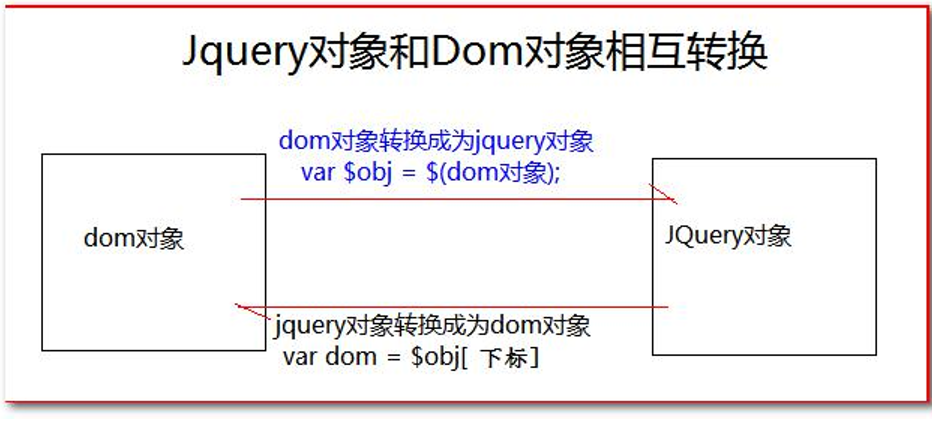 Jquery对象和Dom对象相互转换
dom对象转换成为jquery对象
var $obj = $(dom对象);
dom对象
JQuery对象
jquery对象转换成为dom对象
var dom = $obj[ 下标]